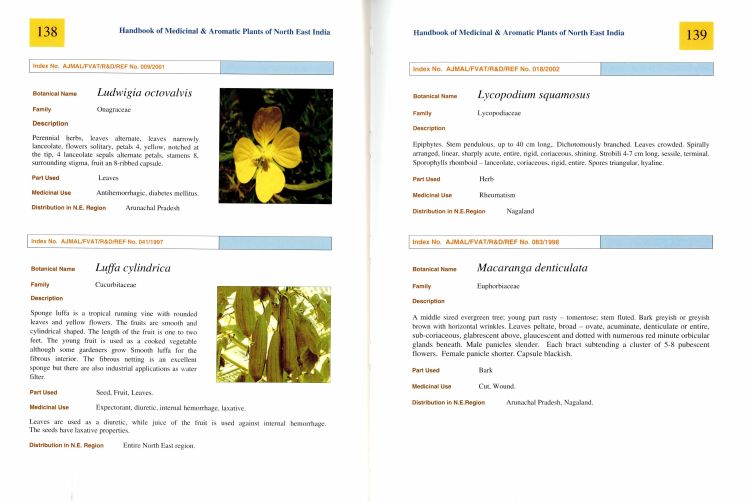 138
Handbook of Medicinal & Aromatic Plants of North East India
Index No. AJMAL/FVAT/R&D/REF No. 009/2001
Botanical Name Ludwigia octovalvis
Family Onagraceae
Description
Perennial herbs, leaves alternate, leaves narrowly
lanceolate, flowers solitary, petals 4, yellow, notched at
the tip, 4 lanceolate sepals alternate petals, stamens 8,
surrounding stigma, fruit an 8-ribbed capsule.
Part Used Leaves
Medicinal Use Antihemorrhagic, diabetes mellitus.
Distribution in N.E. Region Arunachal Pradesh
Index No. AJMAL/FVAT/R&D/REF No. 041/1997
Botanical Name Luffa cylindrica
Family Cucurbitaceae
Description
Sponge luffa is a tropical running vine with rounded
leaves and yellow flowers. The fruits are smooth and
cylindrical shaped. The length of the fruit is one to two
feet. The young fruit is used as a cooked vegetable
although some gardeners grow Smooth luffa for the
fibrous interior. The fibrous netting is an excellent
sponge but there are also industrial applications as water
filter.
Part Used Seed, Fruit, Leaves.
Medicinal Use Expectorant, diuretic, internal hemorrhage, laxative.
Leaves are used as a diuretic, while juice of the fruit is used against internal hemorrhage.
The seeds have laxative properties.
Distribution in N.E. Region Entire North East region.
Handbook of Medicinal & Aromatic Plants of North East India
139
Index No. AJMAL/FVAT/R&D/REF No. 018/2002
Botanical Name Lycopodium squamosus
Family Lycopodiaceae
Description
Epiphytes. Stem pendulous, up to 40 cm long,. Dichotomously branched. Leaves crowded. Spirally
arranged, linear, sharply acute, entire, rigid, coriaceous, shining. Strobili 4-7 cm long, sessile, terminal.
Sporophylls rhomboid – lanceolate, coriaceous, rigid, entire. Spores triangular, hyaline.
Part Used Herb
Medicinal Use Rheumatism
Distribution in N.E.Region Nagaland
Index No. AJMAL/FVAT/R&D/REF No. 083/1998
Botanical Name Macaranga denticulata
Family Euphorbiaceae
Description
A middle sized evergreen tree; young part rusty – tomentose; stem fluted. Bark greyish or greyish
brown with horizontal wrinkles. Leaves peltate, broad – ovate, acuminate, denticulate or entire,
sub-coriaceous, glabrescent above, glaucescent and dotted with numerous red minute orbicular
glands beneath. Male panicles slender. Each bract subtending a cluster of 5-8 pubescent
flowers. Female panicle shorter. Capsule blackish.
Part Used Bark
Medicinal Use Cut, Wound.
Distribution in N.E.Region Arunachal Pradesh, Nagaland.